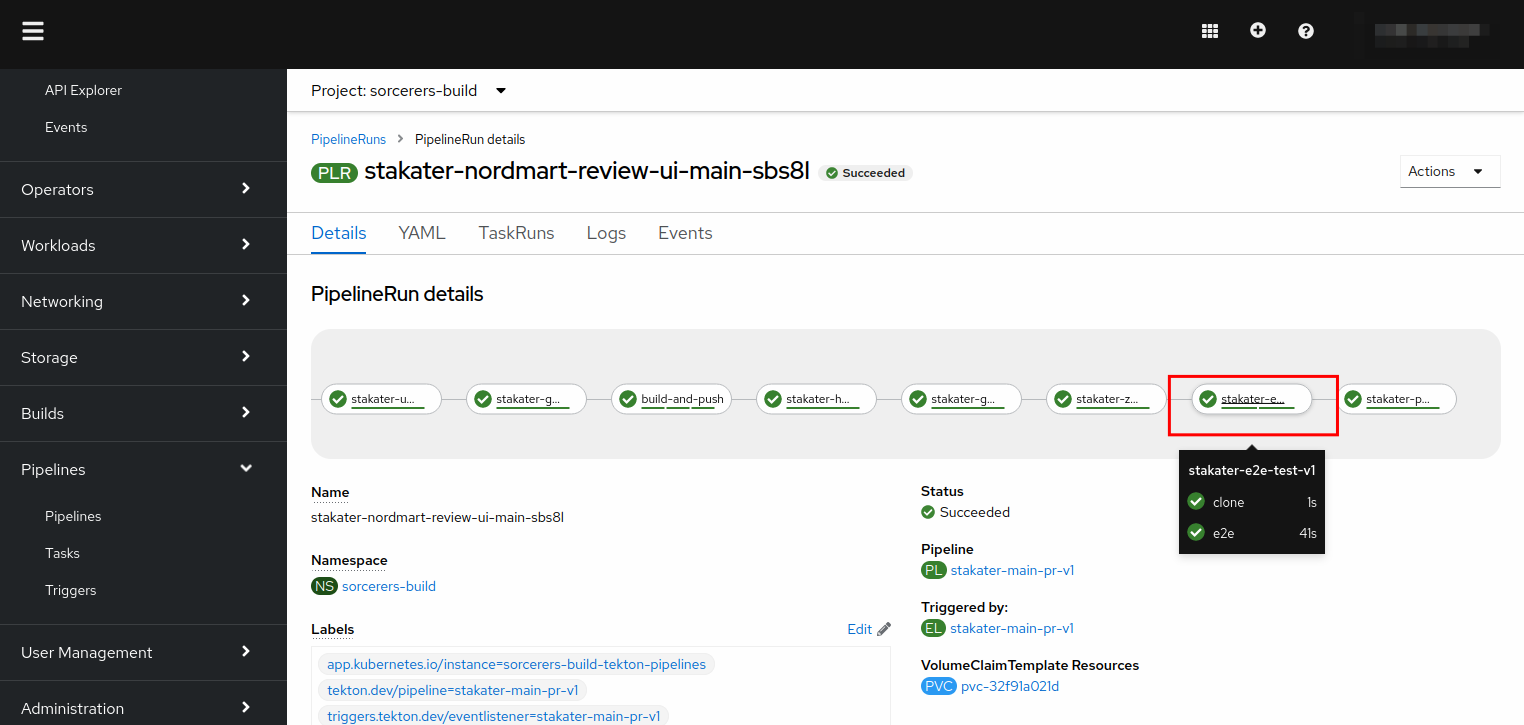 API Explorer
Events
Operators
Workloads
Networking
Storage
Builds
Pipelines
Pipelines
Tasks
Triggers
User Management
Administration
Project: sorcerers-build
PipelineRuns > PipelineRun details
PLR stakater-nordmart-review-ui-main-sbs8l Succeeded
Actions
Details YAML TaskRuns Logs Events
PipelineRun details
stakater-u... stakater-g... build-and-push stakater-h... stakater-g... stakater-z... stakater-e... stakater-p...
stakater-e2e-test-v1
clone 1s
e2e 41s
Name
stakater-nordmart-review-ui-main-sbs8l
Namespace
NS sorcerers-build
Labels Edit
app.kubernetes.io/instance=sorcerers-build-tekton-pipelines
tekton.dev/pipeline=stakater-main-pr-v1
triggers.tekton.dev/eventlistener=stakater-main-pr-v1
Status
Succeeded
Pipeline
PL stakater-main-pr-v1
Triggered by:
EL stakater-main-pr-v1
VolumeClaimTemplate Resources
PVC pvc-32f91a021d